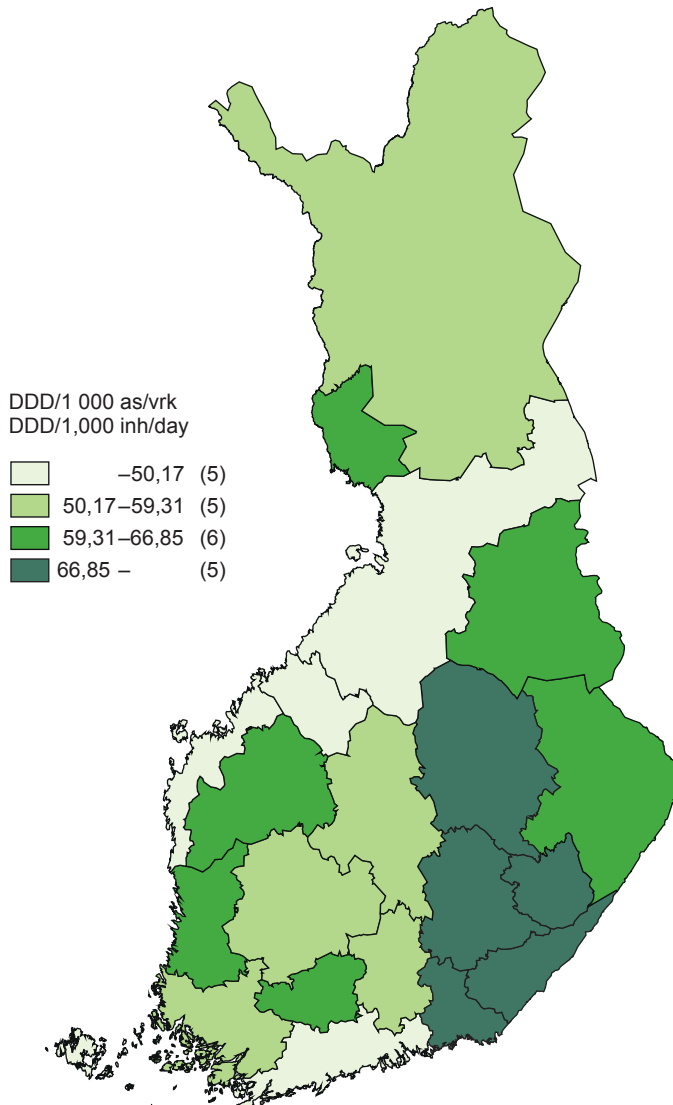 DDD/1 000 as/vrk
DDD/1,000 inh/day
–50,17 (5)
50,17–59,31 (5)
59,31–66,85 (6)
66,85 – (5)